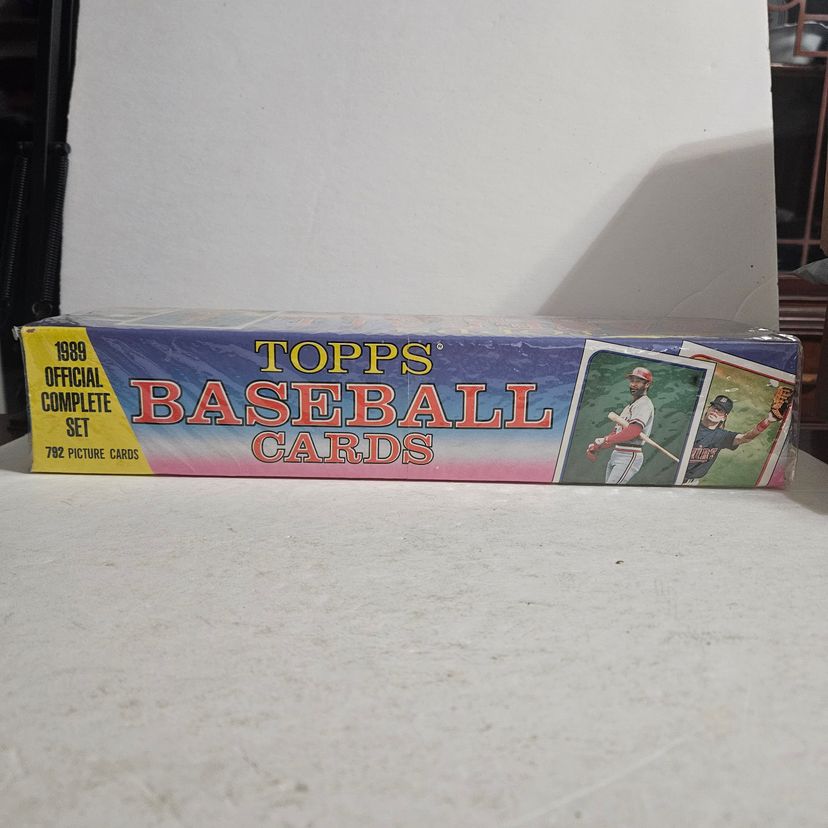 1989
OFFICIAL
COMPLETE
SET
792 PICTURE CARDS
TOPPS®
BASEBALL
CARDS